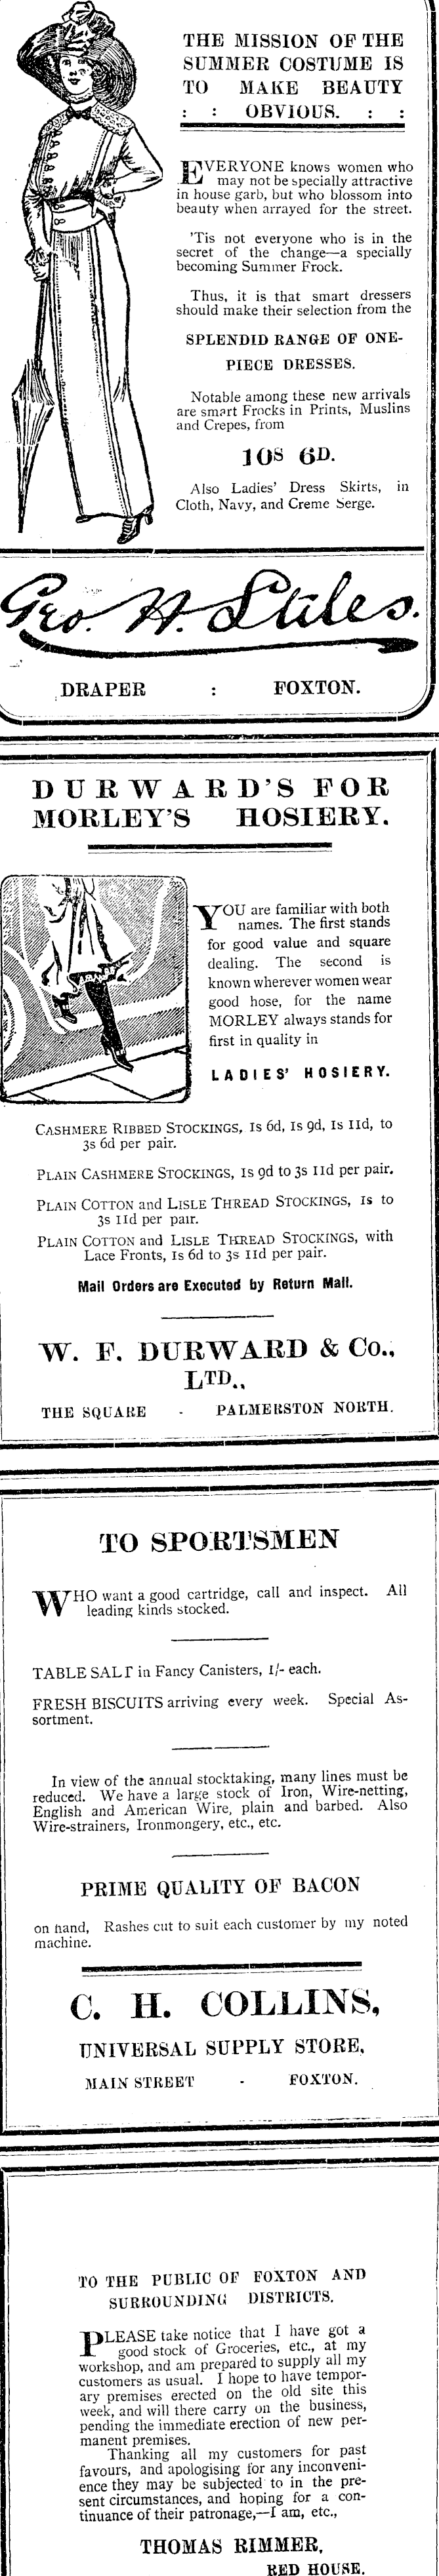 THE MISSION OF THE
SUMMER COSTUME IS
TO MAKE BEAUTY
: : OBVIOUS. : :
EVERYONE knows women who
may not be specially attractive
in house garb, but who blossom into
beauty when arrayed for the street.
'Tis not everyone who is in the
secret of the change—a specially
becoming Summer Frock.
Thus, it is that smart dressers
should make their selection from the
SPLENDID RANGE OF ONE-
PIECE DRESSES.
Notable among these new arrivals
are smart Frocks in Prints, Muslins
and Crepes, from
10S 6D.
Also Ladies' Dress Skirts, in
Cloth, Navy, and Creme Serge.
Geo. H. Stiles.
DRAPER : FOXTON.
DURWARD'S FOR
MORLEY'S HOSIERY.
YOU are familiar with both
names. The first stands
for good value and square
dealing. The second is
known wherever women wear
good hose, for the name
MORLEY always stands for
first in quality in
LADIES' HOSIERY.
CASHMERE RIBBED STOCKINGS, 1s 6d, 1s 9d, 1s 11d, to
3s 6d per pair.
PLAIN CASHMERE STOCKINGS, 1s 9d to 3s 11d per pair.
PLAIN COTTON and LISLE THREAD STOCKINGS, 1s to
3s 11d per pair.
PLAIN COTTON and LISLE THREAD STOCKINGS, with
Lace Fronts, 1s 6d to 3s 11d per pair.
Mail Orders are Executed by Return Mail.
W. F. DURWARD & Co.,
LTD.,
THE SQUARE - PALMERSTON NORTH.
TO SPORTSMEN
WHO want a good cartridge, call and inspect. All
leading kinds stocked.
TABLE SALT in Fancy Canisters, 1/- each.
FRESH BISCUITS arriving every week. Special As-
sortment.
In view of the annual stocktaking, many lines must be
reduced. We have a large stock of Iron, Wire-netting,
English and American Wire, plain and barbed. Also
Wire-strainers, Ironmongery, etc., etc.
PRIME QUALITY OF BACON
on hand, Rashes cut to suit each customer by my noted
machine.
C. H. COLLINS,
UNIVERSAL SUPPLY STORE,
MAIN STREET - FOXTON.
TO THE PUBLIC OF FOXTON AND
SURROUNDING DISTRICTS.
PLEASE take notice that I have got a
good stock of Groceries, etc., at my
workshop, and am prepared to supply all my
customers as usual. I hope to have tempor-
ary premises erected on the old site this
week, and will there carry on the business,
pending the immediate erection of new per-
manent premises.
Thanking all my customers for past
favours, and apologising for any inconveni-
ence they may be subjected to in the pre-
sent circumstances, and hoping for a con-
tinuance of their patronage,—I am, etc.,
THOMAS RIMMER,
RED HOUSE.